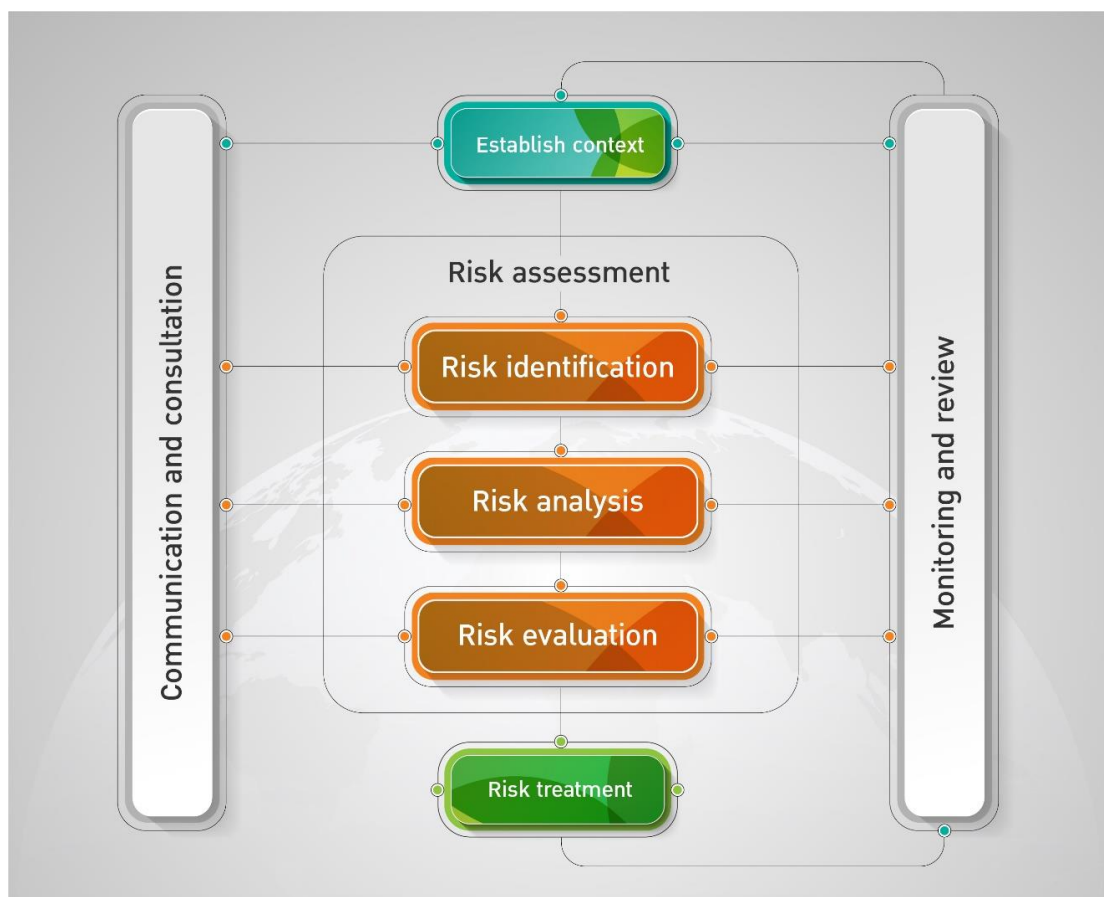 Establish context
Risk assessment
Risk identification
Risk analysis
Risk evaluation
Risk treatment
Communication and consultation
Monitoring and review